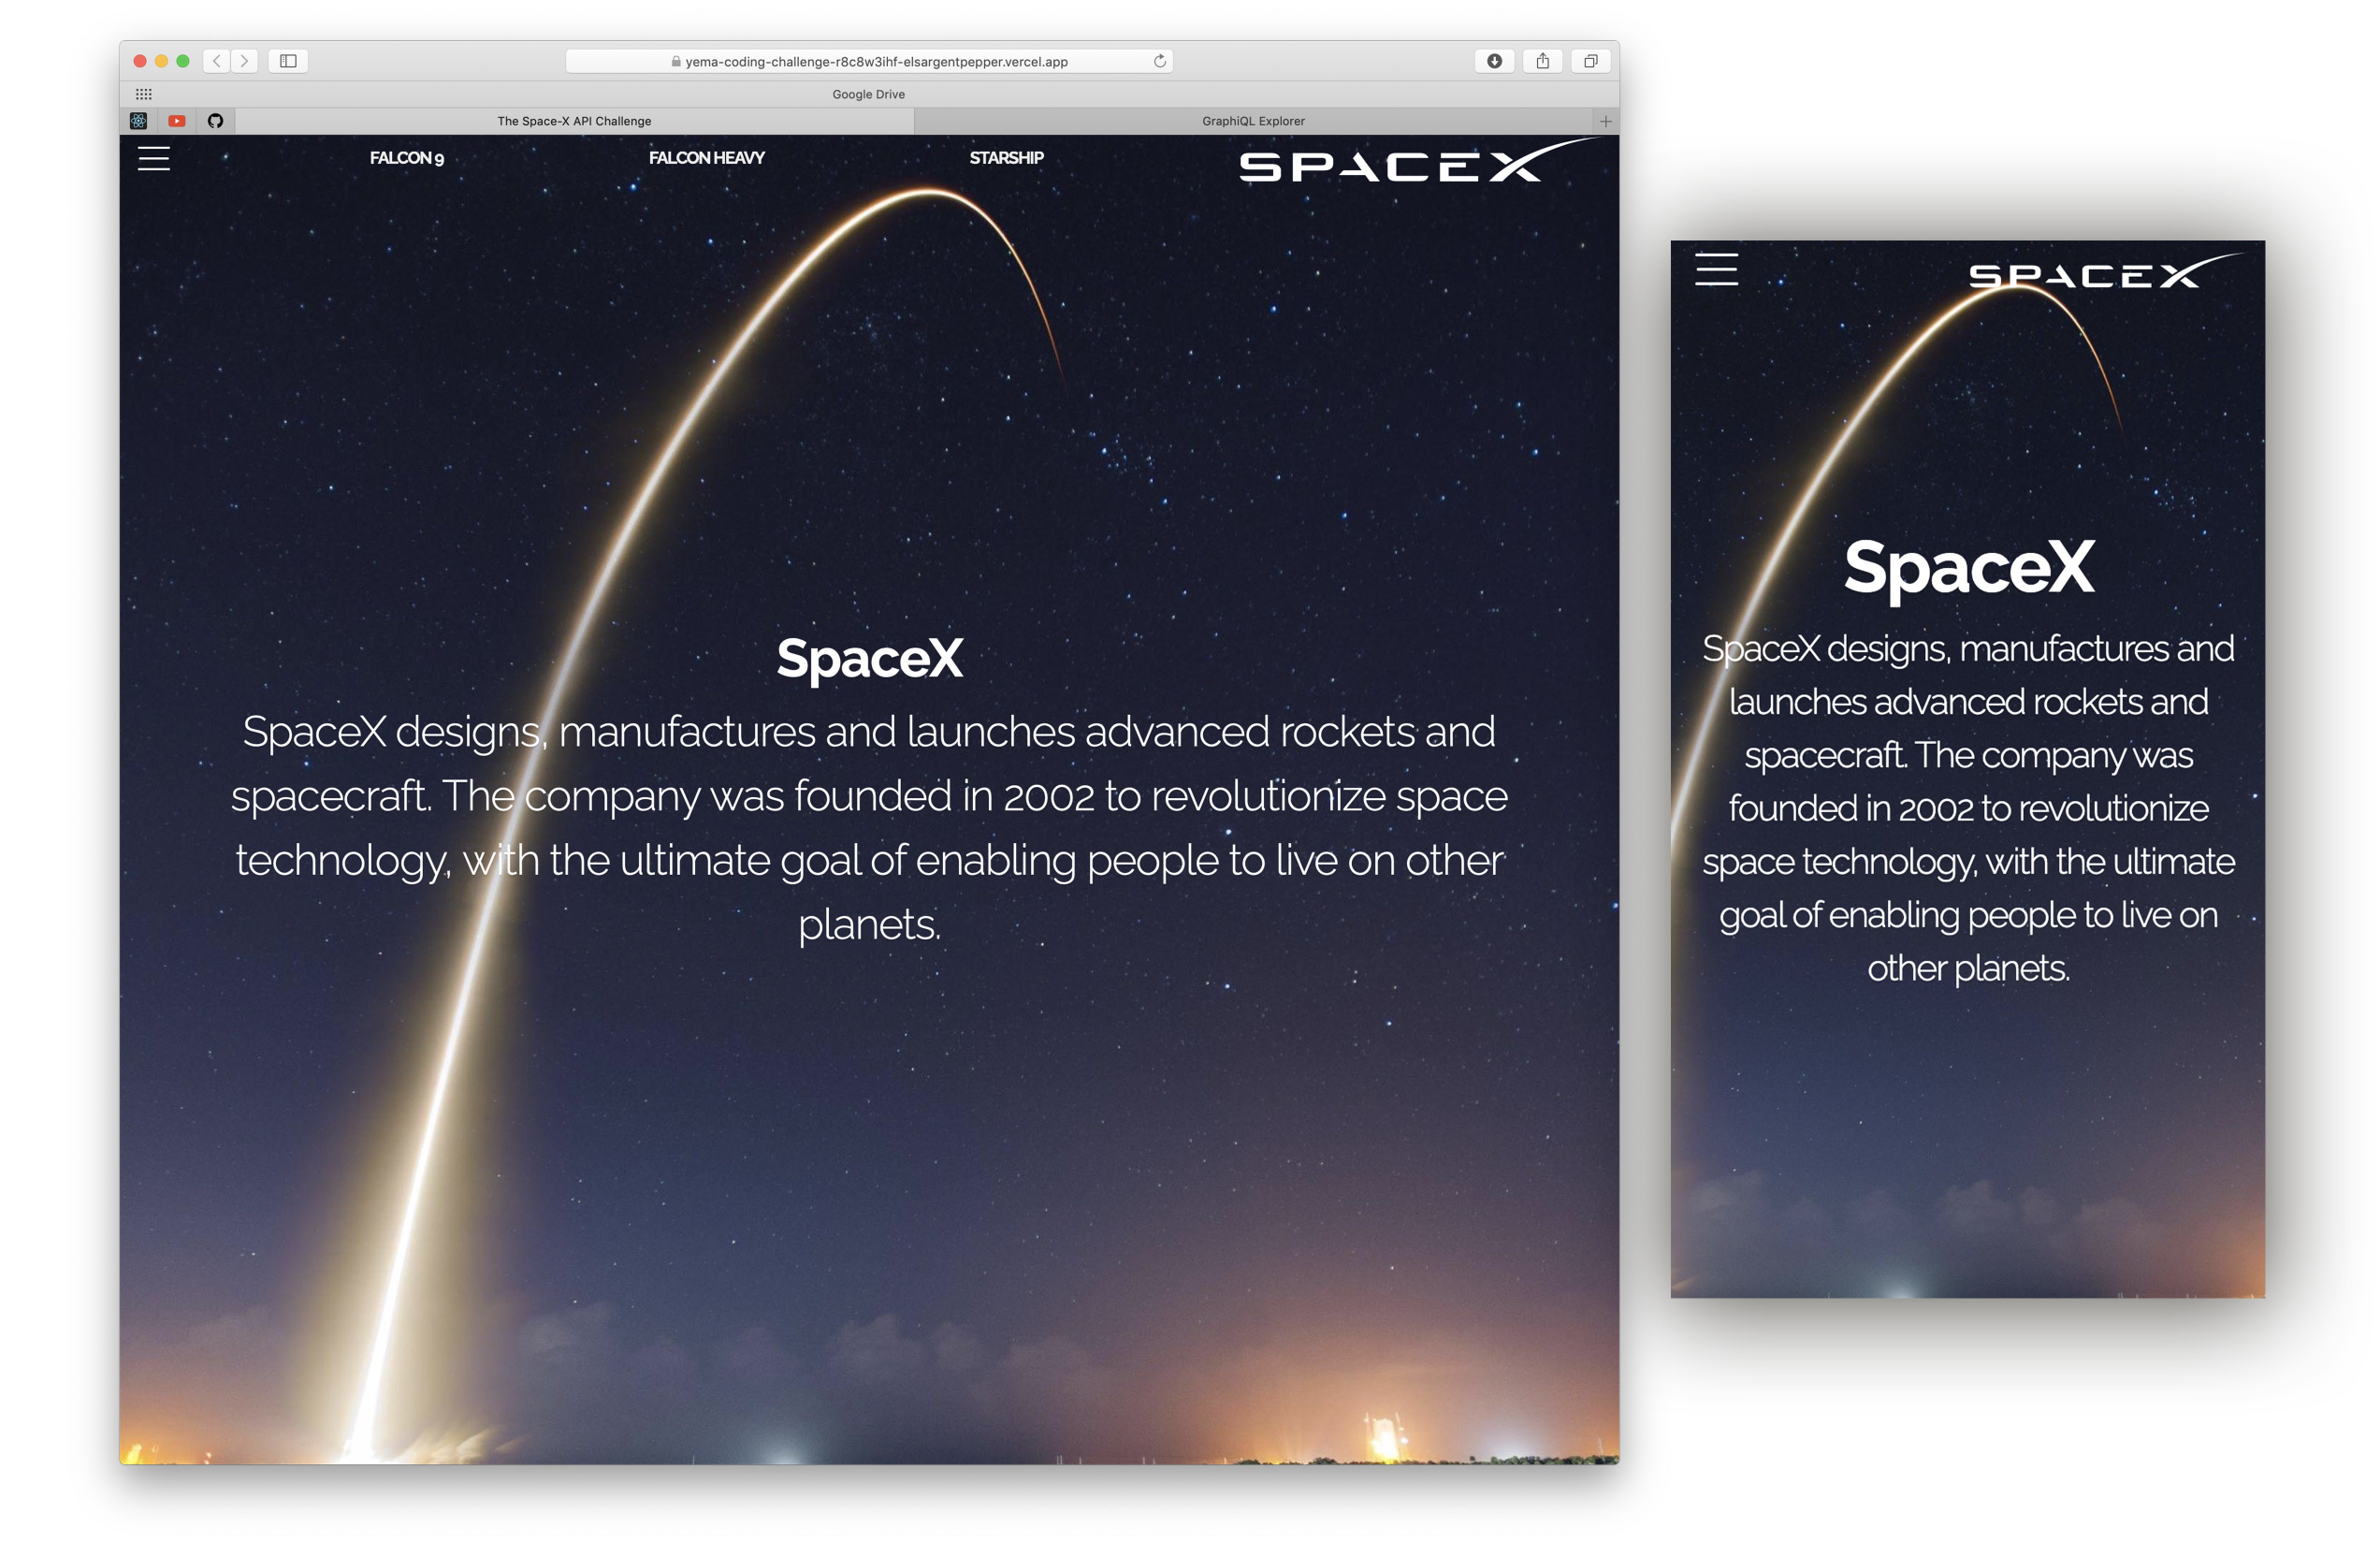 yema-coding-challenge-r8c8w3ihf-elsargentpepper.vercel.app
Google Drive
The Space-X API Challenge
GraphiQL Explorer
FALCON 9
FALCON HEAVY
STARSHIP
SPACEX
SpaceX
SpaceX designs, manufactures and launches advanced rockets and
spacecraft. The company was founded in 2002 to revolutionize space
technology, with the ultimate goal of enabling people to live on other
planets.
SPACEX
SpaceX
SpaceX designs, manufactures and
launches advanced rockets and
spacecraft. The company was
founded in 2002 to revolutionize
space technology, with the ultimate
goal of enabling people to live on
other planets.